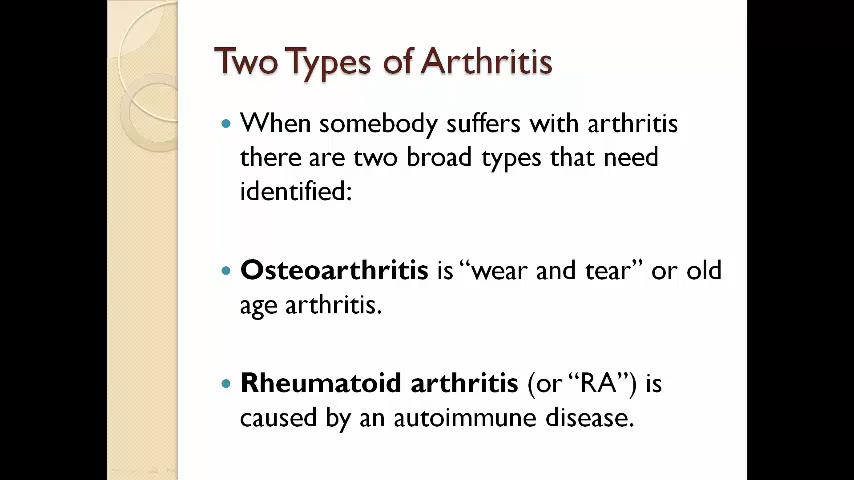 Two Types of Arthritis
• When somebody suffers with arthritis
there are two broad types that need
identified:
• Osteoarthritis is “wear and tear” or old
age arthritis.
• Rheumatoid arthritis (or “RA”) is
caused by an autoimmune disease.